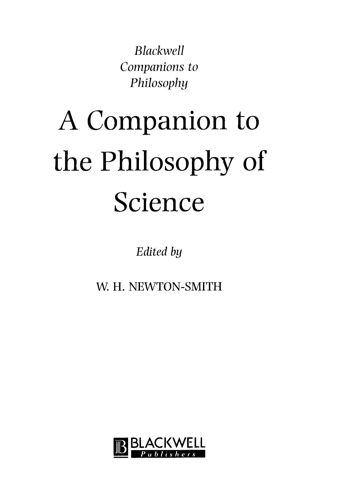 Blackwell
Companions to
Philosophy
A Companion to
the Philosophy of
Science
Edited by
W. H. NEWTON-SMITH
B BLACKWELL
Publishers